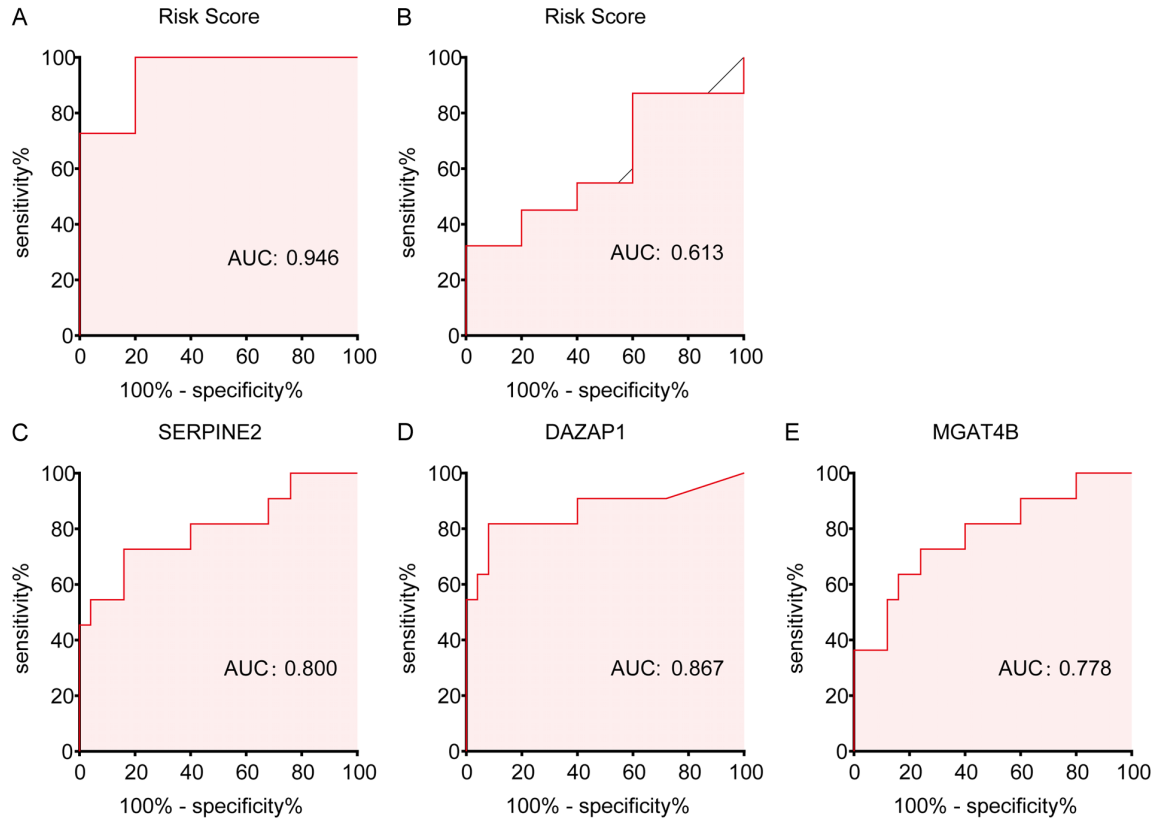 A
Risk Score
sensitivity%
100
80
60
40
20
0
AUC: 0.946
0 20 40 60 80 100
100% - specificity%
B
Risk Score
sensitivity%
100
80
60
40
20
0
AUC: 0.613
0 20 40 60 80 100
100% - specificity%
C
SERPINE2
sensitivity%
100
80
60
40
20
0
AUC: 0.800
0 20 40 60 80 100
100% - specificity%
D
DAZAP1
sensitivity%
100
80
60
40
20
0
AUC: 0.867
0 20 40 60 80 100
100% - specificity%
E
MGAT4B
sensitivity%
100
80
60
40
20
0
AUC: 0.778
0 20 40 60 80 100
100% - specificity%